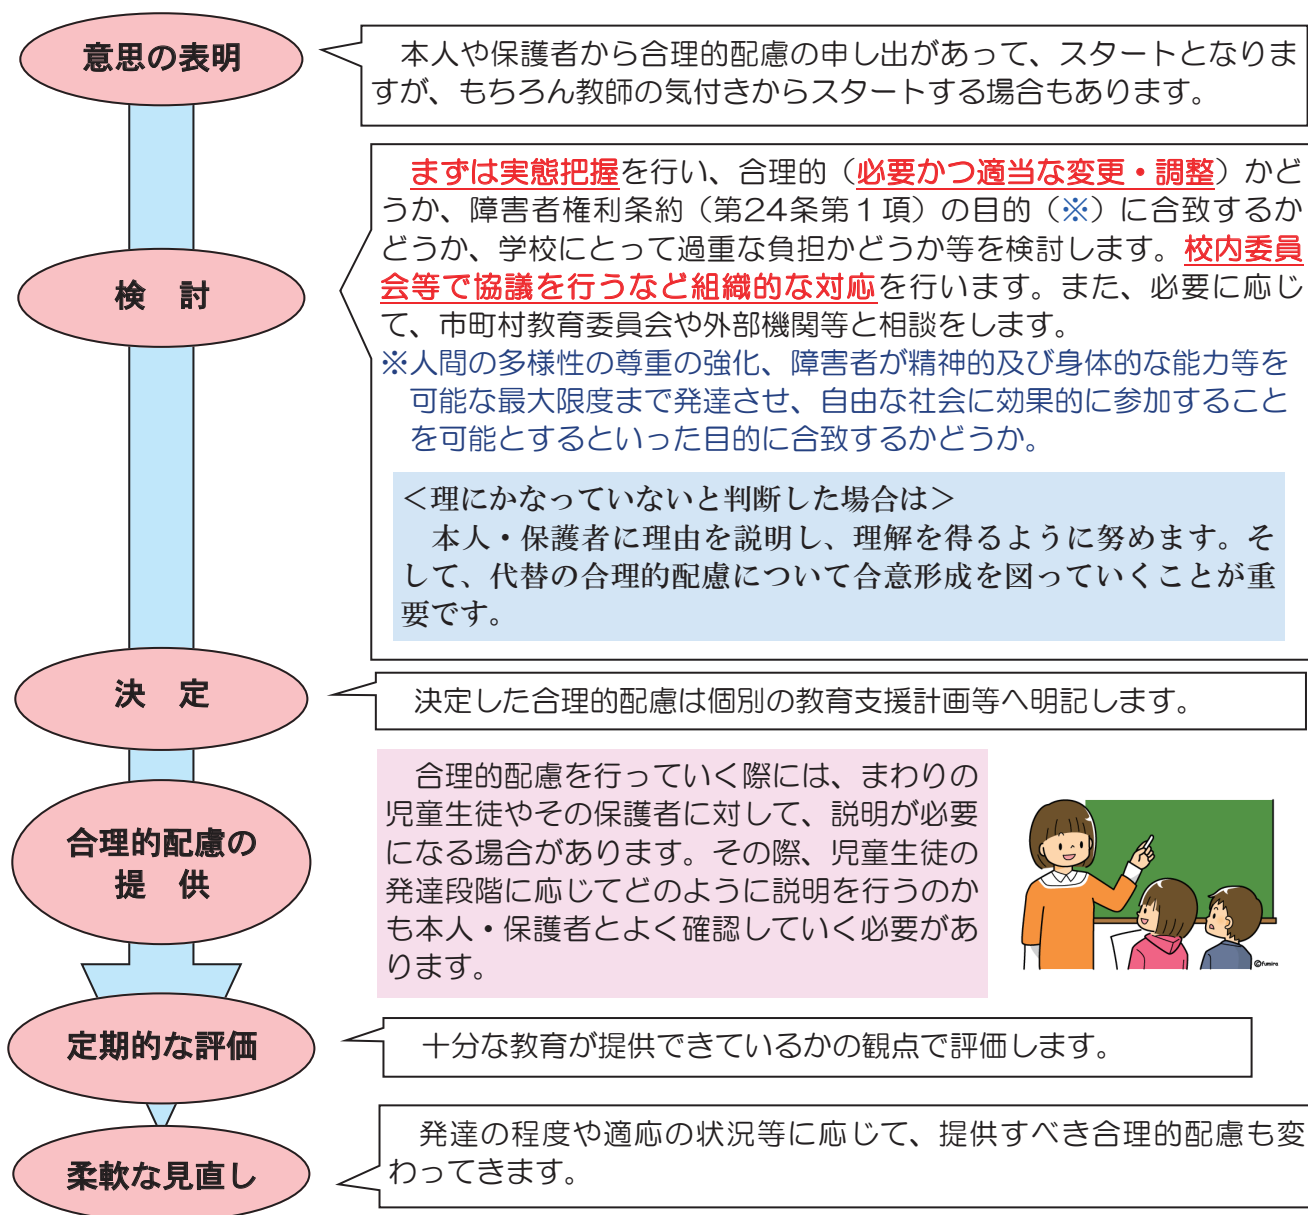 意思の表明
本人や保護者から合理的配慮の申し出があって、スタートとなりま
すが、もちろん教師の気付きからスタートする場合もあります。
検　討
まずは実態把握を行い、合理的（必要かつ適当な変更・調整）かど
うか、障害者権利条約（第24条第１項）の目的（※）に合致するか
どうか、学校にとって過重な負担かどうか等を検討します。校内委員
会等で協議を行うなど組織的な対応を行います。また、必要に応じ
て、市町村教育委員会や外部機関等と相談をします。
※人間の多様性の尊重の強化、障害者が精神的及び身体的な能力等を
可能な最大限度まで発達させ、自由な社会に効果的に参加すること
を可能とするといった目的に合致するかどうか。
＜理にかなっていないと判断した場合は＞
本人・保護者に理由を説明し、理解を得るように努めます。そ
して、代替の合理的配慮について合意形成を図っていくことが重
要です。
決　定
決定した合理的配慮は個別の教育支援計画等へ明記します。
合理的配慮の
提　供
合理的配慮を行っていく際には、まわりの
児童生徒やその保護者に対して、説明が必要
になる場合があります。その際、児童生徒の
発達段階に応じてどのように説明を行うのか
も本人・保護者とよく確認していく必要があ
ります。
©fumira
定期的な評価
十分な教育が提供できているかの観点で評価します。
柔軟な見直し
発達の程度や適応の状況等に応じて、提供すべき合理的配慮も変
わってきます。